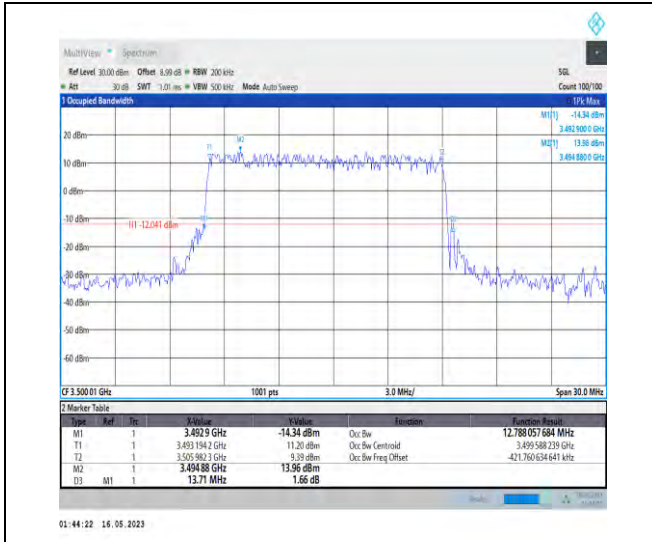 MultiView Spectrum
Ref Level 30.00 dBm Offset 8.99 dB RBW 200 kHz SGL
Att 30 dB SWT 1.01 ms VBW 500 kHz Mode Auto Sweep Count 100/100
1 Occupied Bandwidth 1Pk Max
M1[1] -14.34 dBm
3.492 900 0 GHz
20 dBm
M2[1] 13.96 dBm
3.494 880 0 GHz
T1 M2 T2
10 dBm
0 dBm
-10 dBm
H1 -12.041 dBm
-20 dBm
-30 dBm
-40 dBm
-50 dBm
-60 dBm
CF 3.500 01 GHz 1001 pts 3.0 MHz/ Span 30.0 MHz
2 Marker Table
Type Ref Trc X-Value Y-Value Function Function Result
M1 1 3.492 9 GHz -14.34 dBm Occ Bw 12.788 057 684 MHz
T1 1 3.493 194 2 GHz 11.20 dBm Occ Bw Centroid 3.499 588 239 GHz
T2 1 3.505 982 3 GHz 9.39 dBm Occ Bw Freq Offset -421.760 634 641 kHz
M2 1 3.494 88 GHz 13.96 dBm
D3 M1 1 13.71 MHz 1.66 dB
01:44:22 16.05.2023